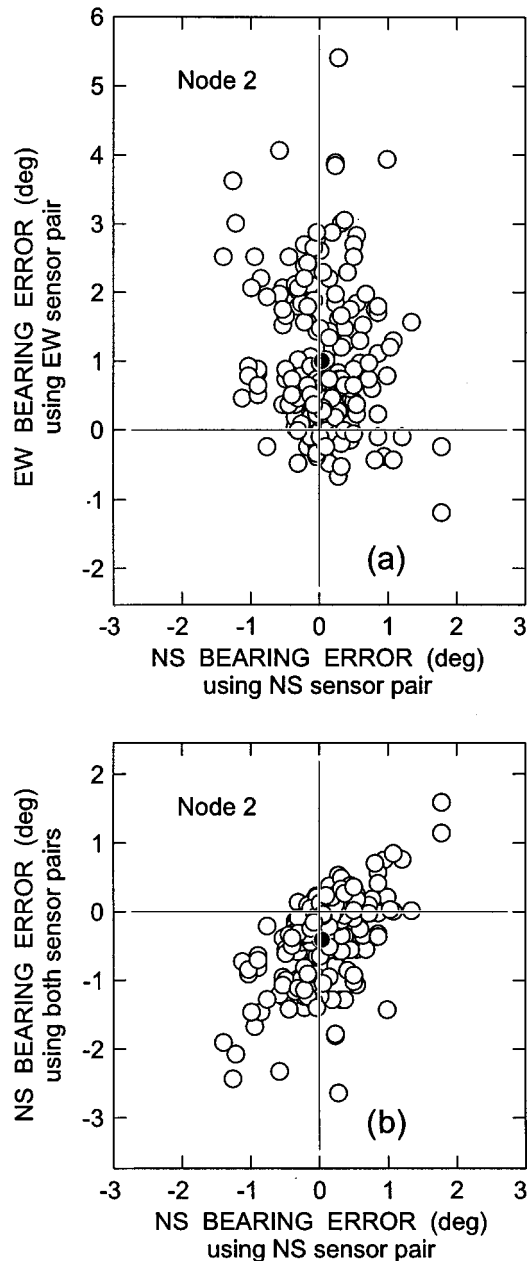 6
5
4
3
2
1
0
-1
-2
EW BEARING ERROR (deg)
using EW sensor pair
Node 2
(a)
-3 -2 -1 0 1 2 3
NS BEARING ERROR (deg)
using NS sensor pair
2
1
0
-1
-2
-3
NS BEARING ERROR (deg)
using both sensor pairs
Node 2
(b)
-3 -2 -1 0 1 2 3
NS BEARING ERROR (deg)
using NS sensor pair